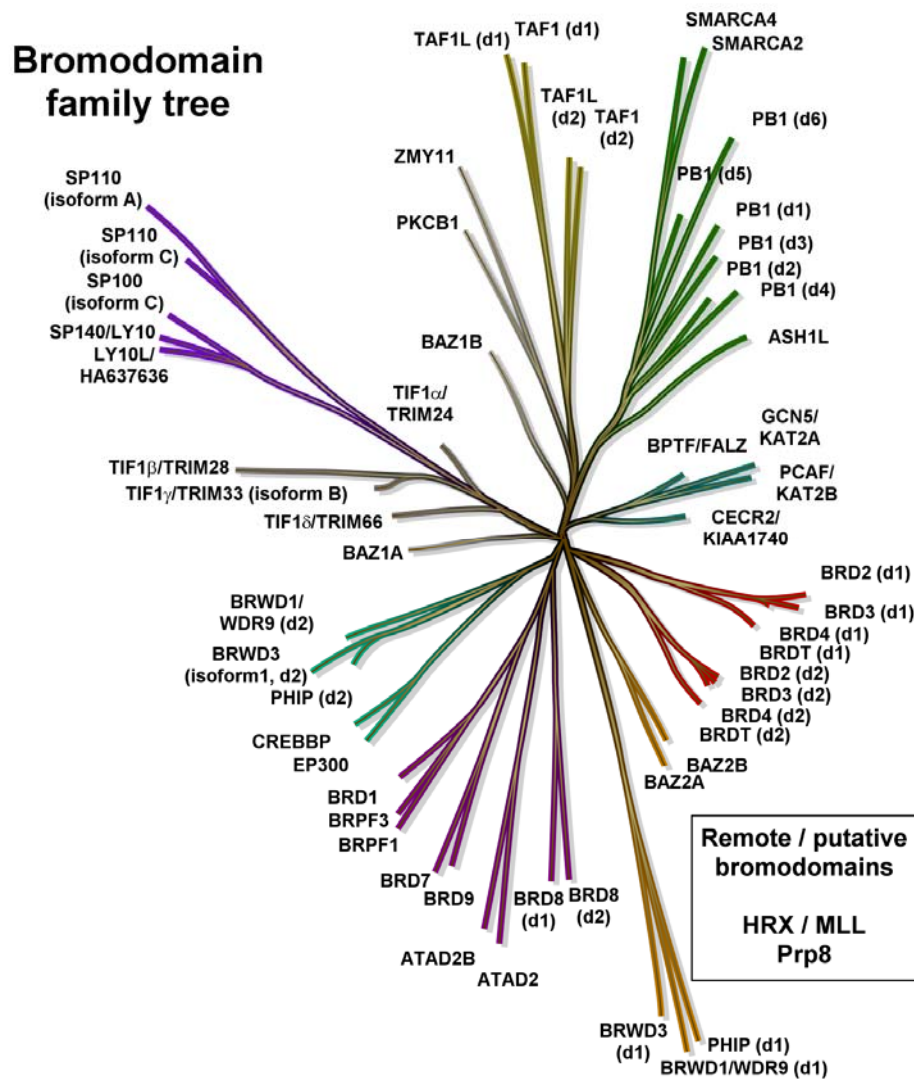 Bromodomain
family tree
SMARCA4
SMARCA2
TAF1L (d1)
TAF1 (d1)
TAF1L
(d2)
TAF1
(d2)
PB1 (d6)
ZMY11
PB1 (d5)
SP110
(isoform A)
PKCB1
PB1 (d1)
SP110
(isoform C)
PB1 (d3)
PB1 (d2)
SP100
(isoform C)
PB1 (d4)
SP140/LY10
LY10L/
HA637636
BAZ1B
ASH1L
TIF1α/
TRIM24
GCN5/
KAT2A
BPTF/FALZ
TIF1β/TRIM28
PCAF/
KAT2B
TIF1γ/TRIM33 (isoform B)
TIF1δ/TRIM66
CECR2/
KIAA1740
BAZ1A
BRD2 (d1)
BRWD1/
WDR9 (d2)
BRD3 (d1)
BRD4 (d1)
BRDT (d1)
BRWD3
(isoform1, d2)
BRD2 (d2)
PHIP (d2)
BRD3 (d2)
BRD4 (d2)
BRDT (d2)
CREBBP
EP300
BAZ2B
BAZ2A
BRD1
BRPF3
BRPF1
BRD7
BRD9
BRD8
(d1)
BRD8
(d2)
ATAD2B
ATAD2
Remote / putative
bromodomains
HRX / MLL
Prp8
BRWD3
(d1)
PHIP (d1)
BRWD1/WDR9 (d1)